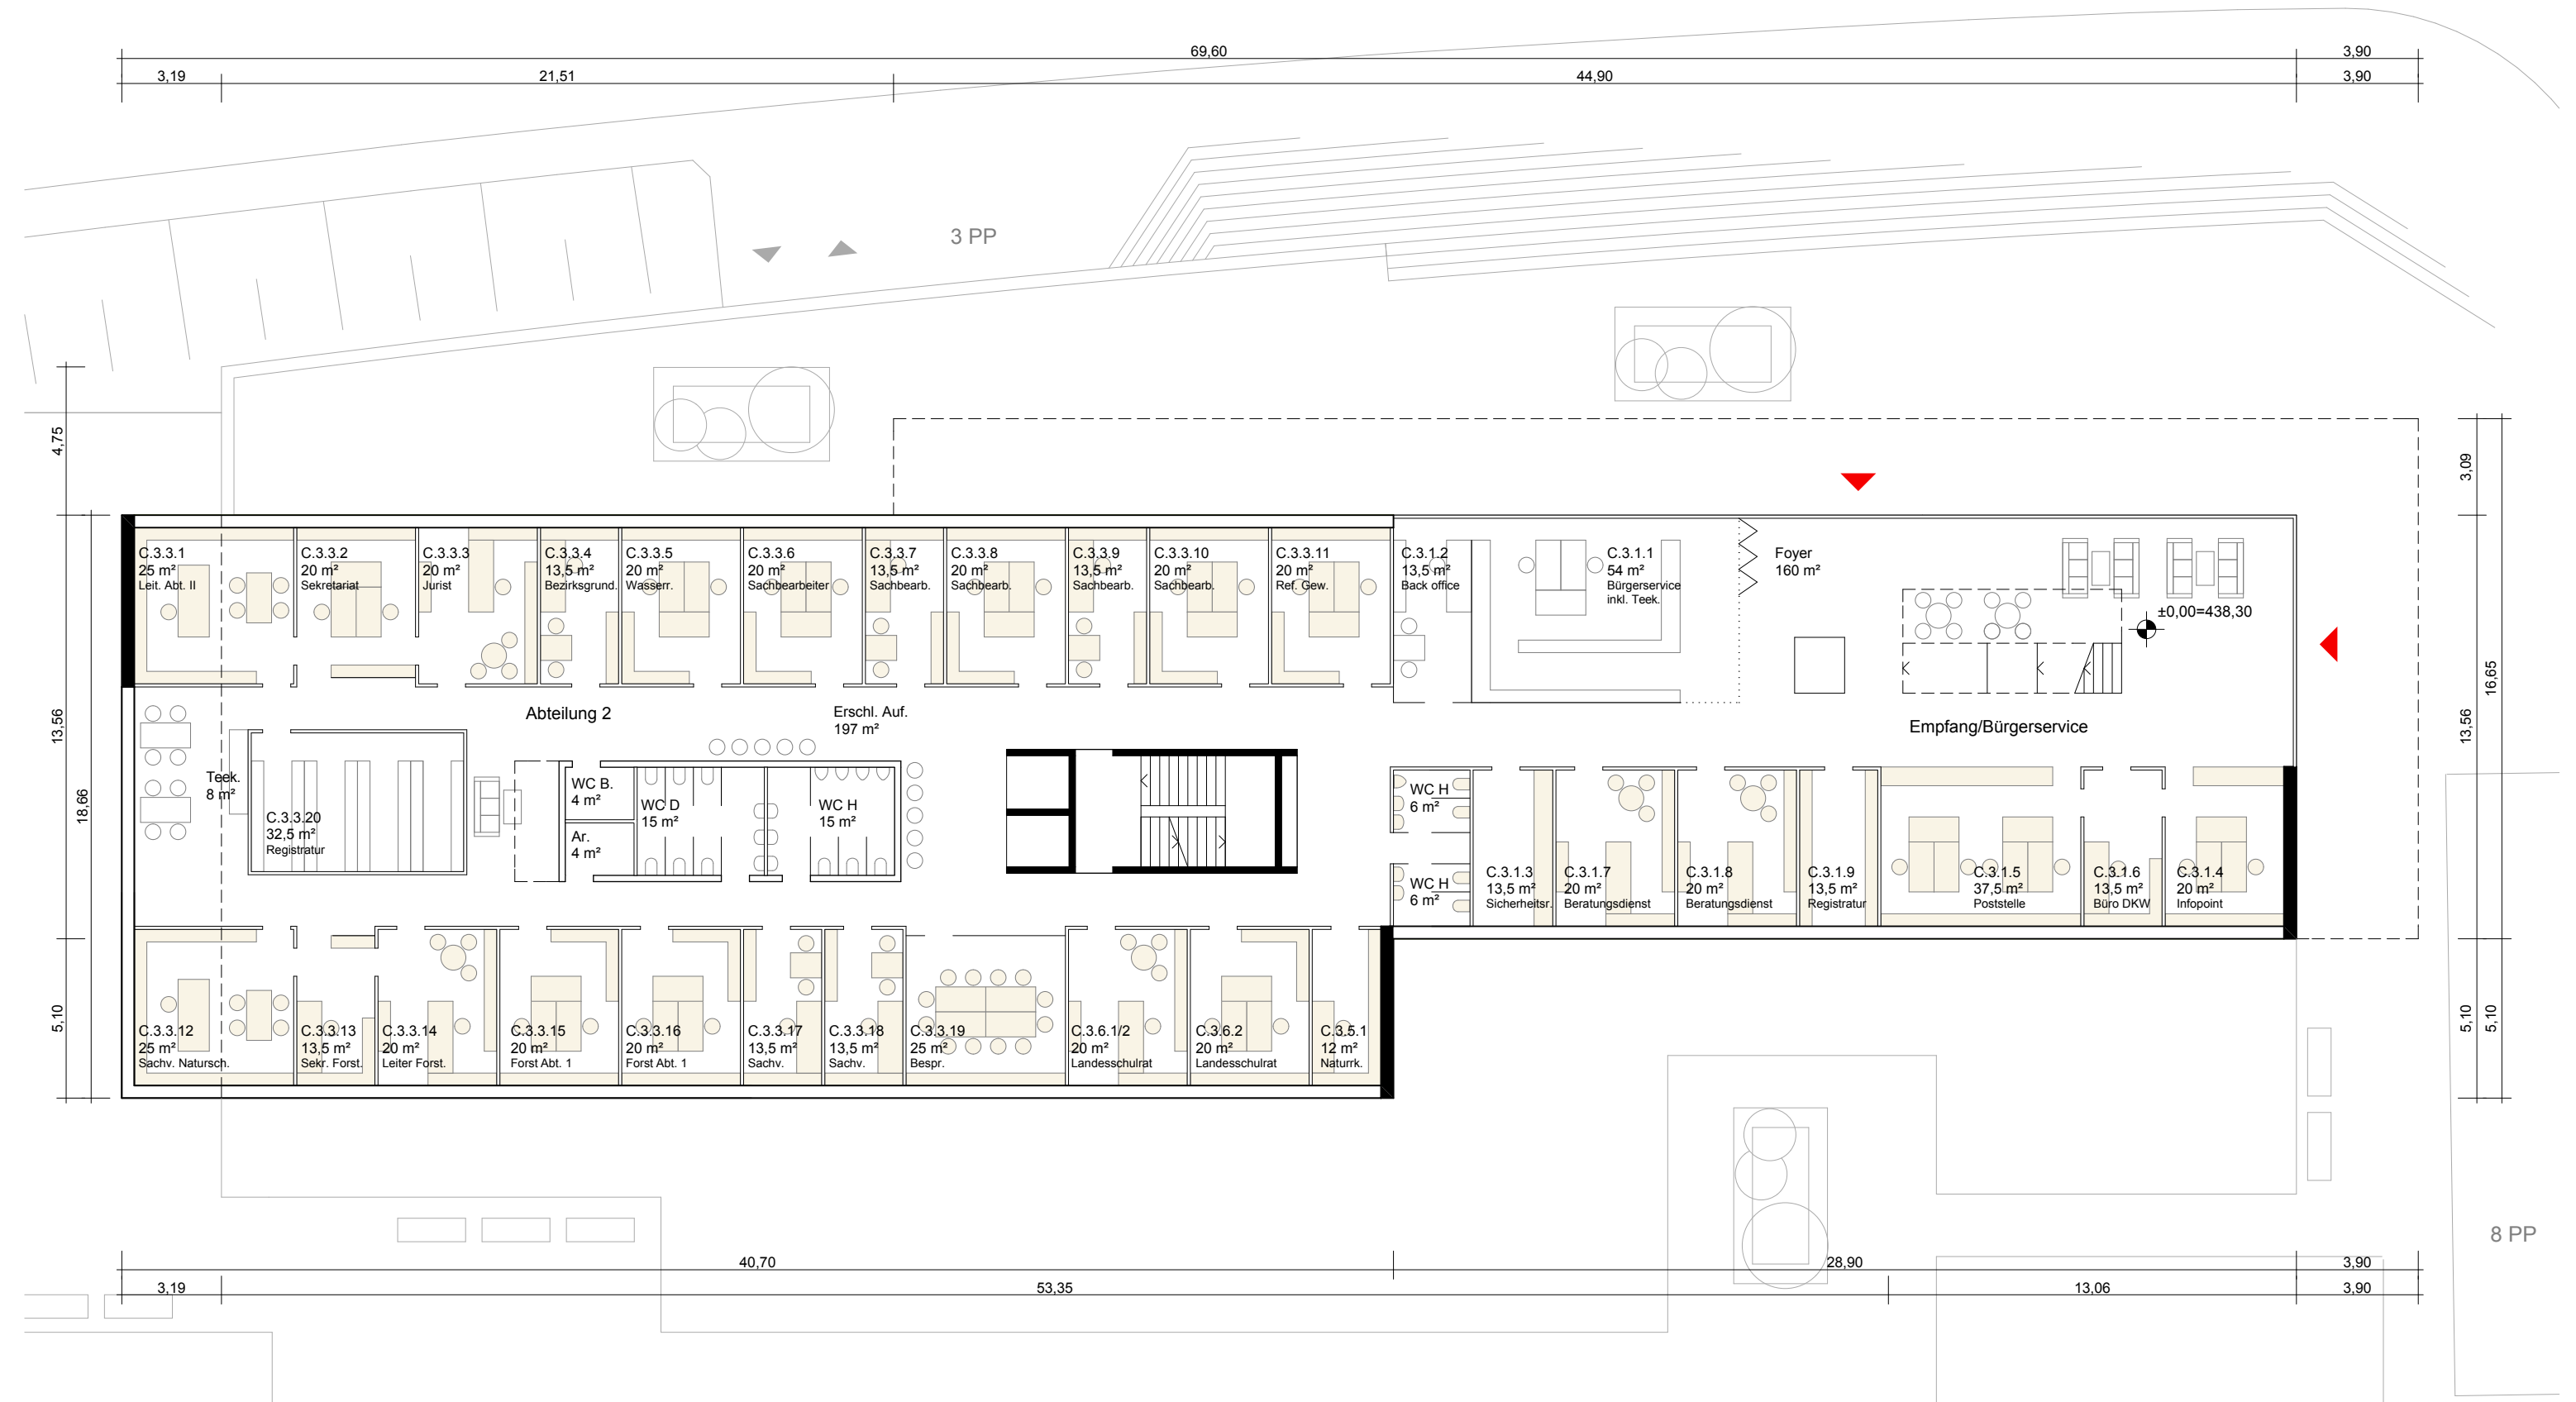 69,60
3,90
3,19
21,51
44,90
3,90
3 PP
4,75
13,56
18,66
5,10
3,09
16,65
13,56
5,10
5,10
C.3.3.1
25 m²
Leit. Abt. II
C.3.3.2
20 m²
Sekretariat
C.3.3.3
20 m²
Jurist
C.3.3.4
13,5 m²
Bezirksgrund.
C.3.3.5
20 m²
Wasserr.
C.3.3.6
20 m²
Sachbearbeiter
C.3.3.7
13,5 m²
Sachbearb.
C.3.3.8
20 m²
Sachbearb.
C.3.3.9
13,5 m²
Sachbearb.
C.3.3.10
20 m²
Sachbearb.
C.3.3.11
20 m²
Ref. Gew.
C.3.1.2
13,5 m²
Back office
C.3.1.1
54 m²
Bürgerservice
inkl. Teek.
Foyer
160 m²
±0,00=438,30
Abteilung 2
Erschl. Auf.
197 m²
Empfang/Bürgerservice
Teek.
8 m²
C.3.3.20
32,5 m²
Registratur
WC B.
4 m²
Ar.
4 m²
WC D
15 m²
WC H
15 m²
WC H
6 m²
WC H
6 m²
C.3.1.3
13,5 m²
Sicherheitsr.
C.3.1.7
20 m²
Beratungsdienst
C.3.1.8
20 m²
Beratungsdienst
C.3.1.9
13,5 m²
Registratur
C.3.1.5
37,5 m²
Poststelle
C.3.1.6
13,5 m²
Büro DKW
C.3.1.4
20 m²
Infopoint
C.3.3.12
25 m²
Sachv. Natursch.
C.3.3.13
13,5 m²
Sekr. Forst.
C.3.3.14
20 m²
Leiter Forst.
C.3.3.15
20 m²
Forst Abt. 1
C.3.3.16
20 m²
Forst Abt. 1
C.3.3.17
13,5 m²
Sachv.
C.3.3.18
13,5 m²
Sachv.
C.3.3.19
25 m²
Bespr.
C.3.6.1/2
20 m²
Landesschulrat
C.3.6.2
20 m²
Landesschulrat
C.3.5.1
12 m²
Naturrk.
8 PP
40,70
28,90
3,90
3,19
53,35
13,06
3,90